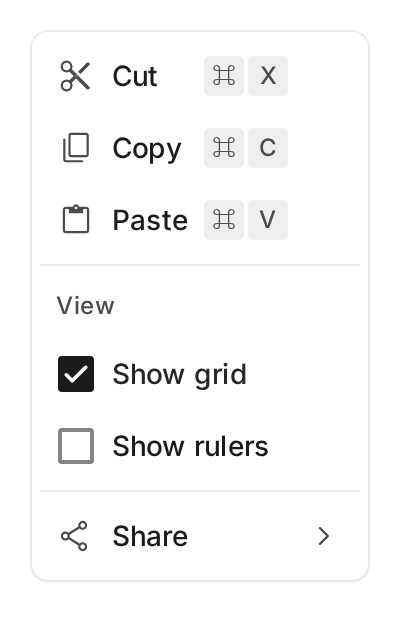 Cut ⌘ X
Copy ⌘ C
Paste ⌘ V
View
Show grid
Show rulers
Share